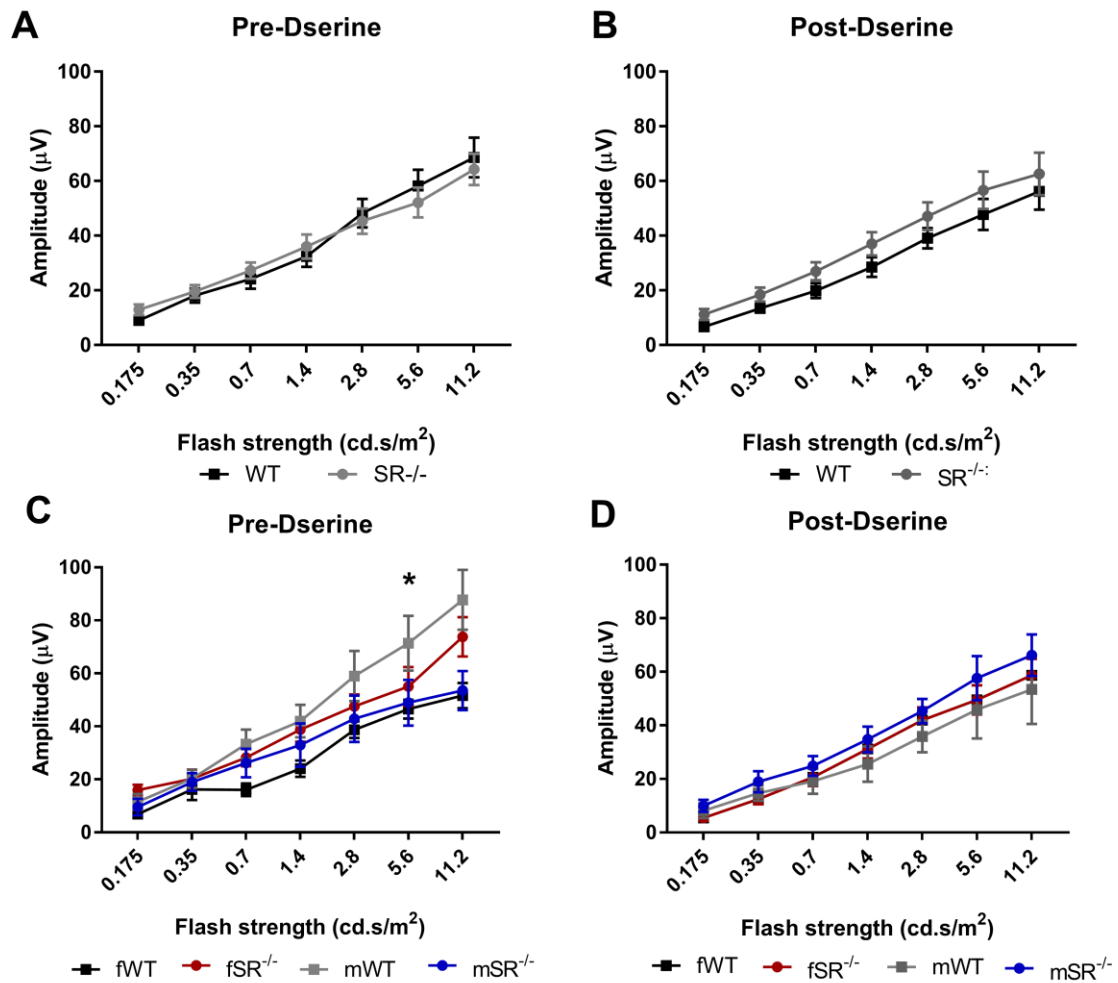 A
Pre-Dserine
Amplitude (μV)
100
80
60
40
20
0
0.175
0.35
0.7
1.4
2.8
5.6
11.2
Flash strength (cd.s/m²)
WT SR-/-
B
Post-Dserine
Amplitude (μV)
100
80
60
40
20
0
0.175
0.35
0.7
1.4
2.8
5.6
11.2
Flash strength (cd.s/m²)
WT SR⁻/⁻:
C
Pre-Dserine
Amplitude (μV)
100
80
60
40
20
0
*
0.175
0.35
0.7
1.4
2.8
5.6
11.2
Flash strength (cd.s/m²)
fWT fSR⁻/⁻ mWT mSR⁻/⁻
D
Post-Dserine
Amplitude (μV)
100
80
60
40
20
0
0.175
0.35
0.7
1.4
2.8
5.6
11.2
Flash strength (cd.s/m²)
fWT fSR⁻/⁻ mWT mSR⁻/⁻